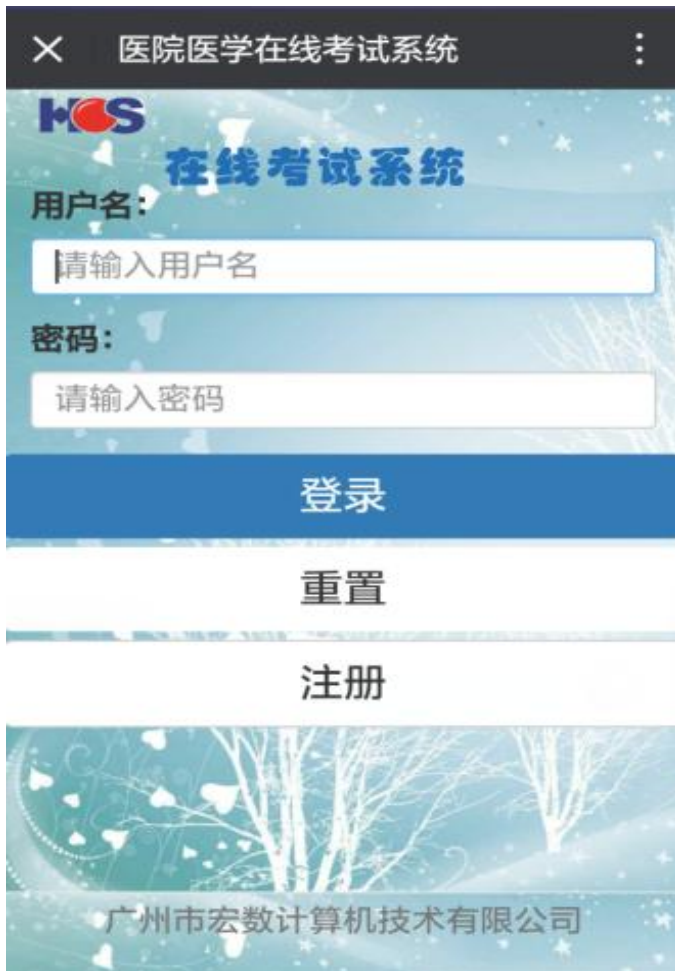 医院医学在线考试系统
HCS
在线考试系统
用户名：
请输入用户名
密码：
请输入密码
登录
重置
注册
广州市宏数计算机技术有限公司